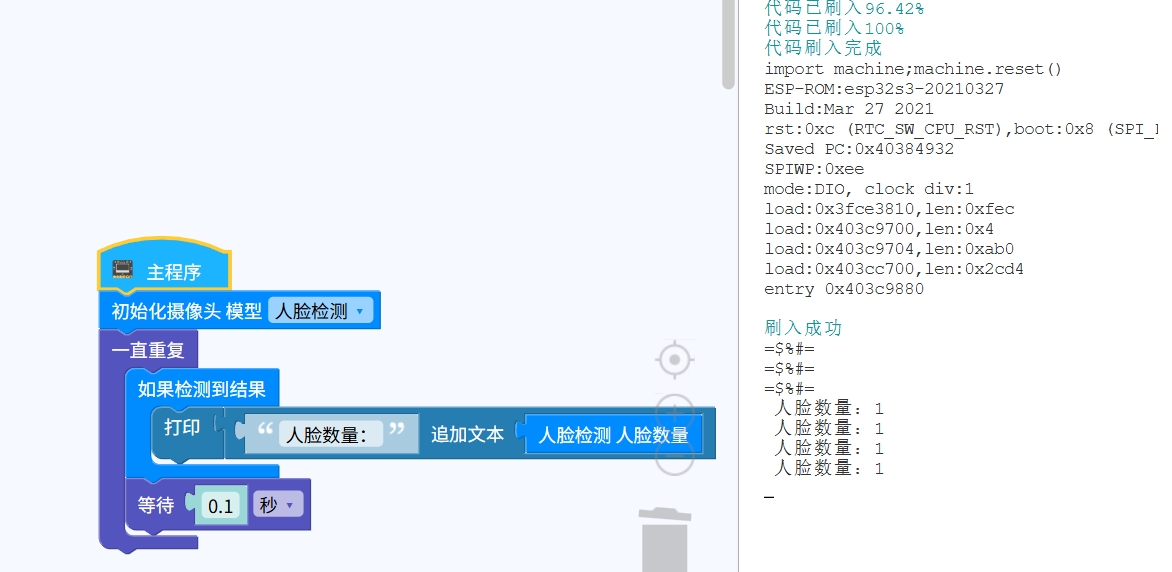 主程序
初始化摄像头 模型 人脸检测
一直重复
如果检测到结果
打印 “ 人脸数量： ” 追加文本 人脸检测 人脸数量
等待 0.1 秒
代码已刷入96.42%
代码已刷入100%
代码刷入完成
import machine;machine.reset()
ESP-ROM:esp32s3-20210327
Build:Mar 27 2021
rst:0xc (RTC_SW_CPU_RST),boot:0x8 (SPI_
Saved PC:0x40384932
SPIWP:0xee
mode:DIO, clock div:1
load:0x3fce3810,len:0xfec
load:0x403c9700,len:0x4
load:0x403c9704,len:0xab0
load:0x403cc700,len:0x2cd4
entry 0x403c9880
刷入成功
=$%#=
=$%#=
=$%#=
人脸数量：1
人脸数量：1
人脸数量：1
人脸数量：1
_